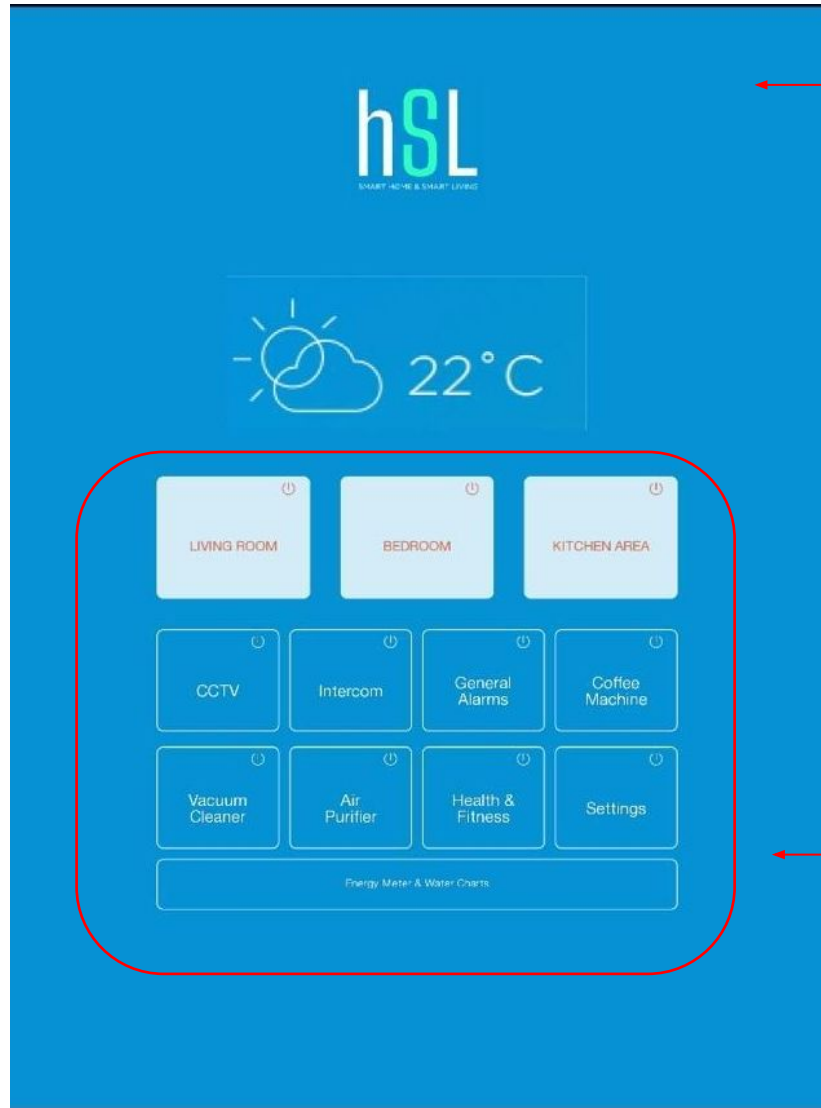 hSL
SMART HOME & SMART LIVING
22°C
LIVING ROOM
BEDROOM
KITCHEN AREA
CCTV
Intercom
General
Alarms
Coffee
Machine
Vacuum
Cleaner
Air
Purifier
Health &
Fitness
Settings
Energy Meter & Water Charts